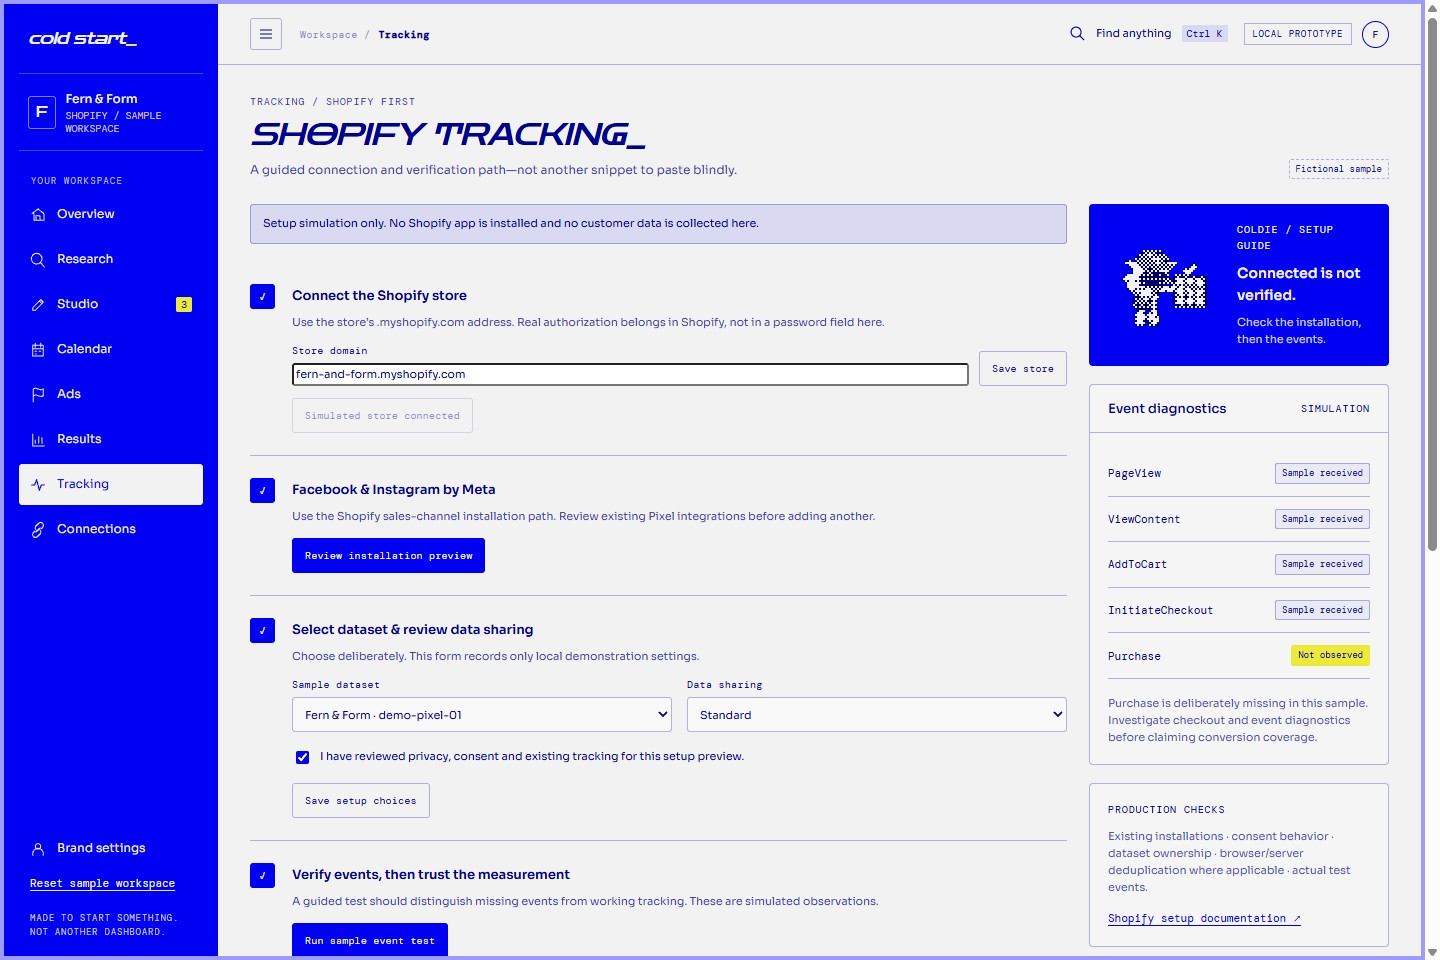 cold start_
F
Fern & Form
SHOPIFY / SAMPLE
WORKSPACE
YOUR WORKSPACE
Overview
Research
Studio
3
Calendar
Ads
Results
Tracking
Connections
Brand settings
Reset sample workspace
MADE TO START SOMETHING.
NOT ANOTHER DASHBOARD.
Workspace / Tracking
Find anything
Ctrl K
LOCAL PROTOTYPE
F
TRACKING / SHOPIFY FIRST
SHOPIFY TRACKING_
A guided connection and verification path—not another snippet to paste blindly.
Fictional sample
Setup simulation only. No Shopify app is installed and no customer data is collected here.
✓
Connect the Shopify store
Use the store's .myshopify.com address. Real authorization belongs in Shopify, not in a password field here.
Store domain
fern-and-form.myshopify.com
Save store
Simulated store connected
✓
Facebook & Instagram by Meta
Use the Shopify sales-channel installation path. Review existing Pixel integrations before adding another.
Review installation preview
✓
Select dataset & review data sharing
Choose deliberately. This form records only local demonstration settings.
Sample dataset
Data sharing
Fern & Form · demo-pixel-01
Standard
I have reviewed privacy, consent and existing tracking for this setup preview.
Save setup choices
✓
Verify events, then trust the measurement
A guided test should distinguish missing events from working tracking. These are simulated observations.
Run sample event test
COLDIE / SETUP
GUIDE
Connected is not
verified.
Check the installation,
then the events.
Event diagnostics
SIMULATION
PageView
Sample received
ViewContent
Sample received
AddToCart
Sample received
InitiateCheckout
Sample received
Purchase
Not observed
Purchase is deliberately missing in this sample.
Investigate checkout and event diagnostics
before claiming conversion coverage.
PRODUCTION CHECKS
Existing installations · consent behavior ·
dataset ownership · browser/server
deduplication where applicable · actual test
events.
Shopify setup documentation ↗